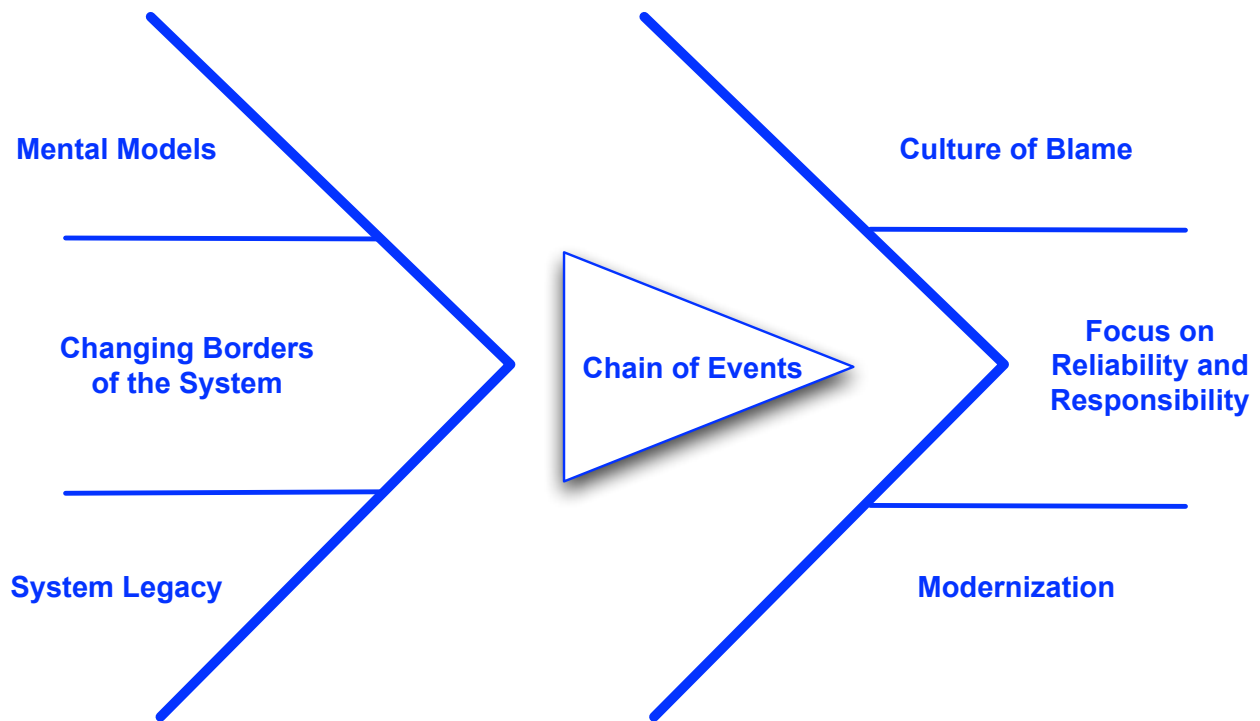 Mental Models
Changing Borders
of the System
System Legacy
Chain of Events
Culture of Blame
Focus on
Reliability and
Responsibility
Modernization